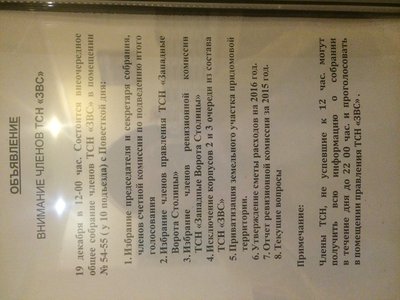 ОБЪЯВЛЕНИЕ
ВНИМАНИЕ ЧЛЕНОВ ТСН «ЗВС»
19 декабря в 12-00 час. Состоится внеочередное
общее собрание членов ТСН «ЗВС» в помещении
№ 54-55 ( у 10 подъезда) с Повесткой дня:
1. Избрание председателя и секретаря собрания,
членов счетной комиссии по подведению итого
голосования
2. Избрание членов правления ТСН «Западные
Ворота Столицы»
3. Избрание членов ревизионной комиссии
ТСН «Западные Ворота Столицы»
4. Исключение корпусов 2 и 3 очереди из состава
ТСН «ЗВС»
5. Приватизация земельного участка придомовой
территории.
6. Утверждение сметы расходов на 2016 год.
7. Отчет ревизионной комиссии за 2015 год.
8. Текущие вопросы
Примечание:
Члены ТСН, не успевшие к 12 час. могут
получить всю информацию о собрании
в течение дня до 22 00 час. и проголосовать
в помещении правления ТСН «ЗВС» .